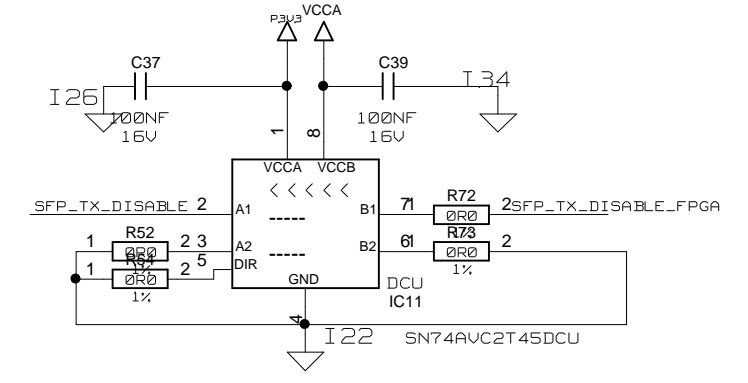 P3V3 VCCA
C37 C39
I26 I34
100NF 100NF
16V 16V
1 8
VCCA VCCB
< < < < <
SFP_TX_DISABLE 2 A1 B1 7 1 R72 2 SFP_TX_DISABLE_FPGA
0R0
1 R52 2 3 A2 B2 6 1 R73 2
0R0 0R0
1% 1%
1 R64 2 5 DIR
0R0
1%
GND
DCU
IC11
4
I22 SN74AVC2T45DCU